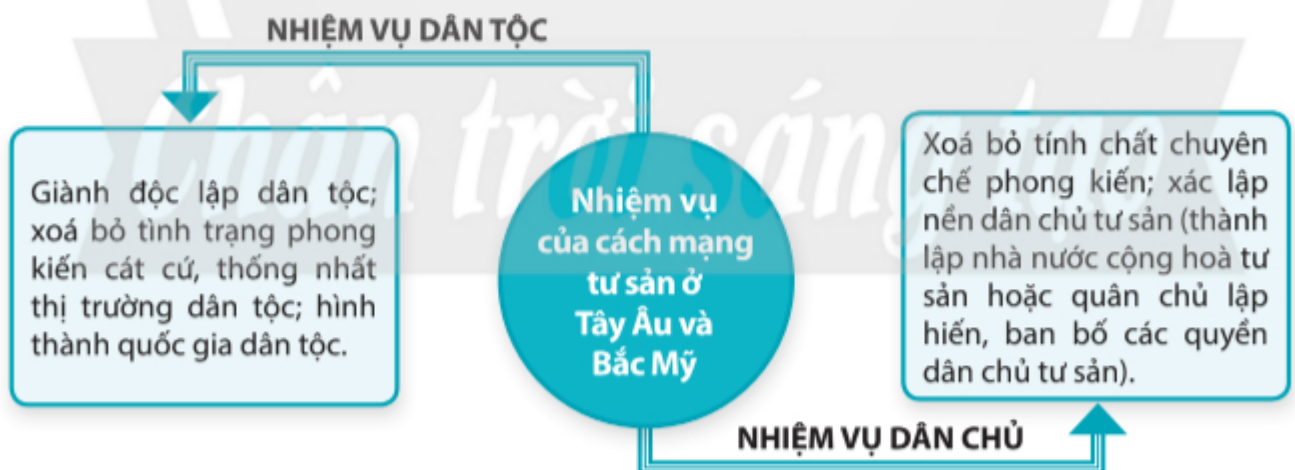 NHIỆM VỤ DÂN TỘC
Giành độc lập dân tộc;
xoá bỏ tình trạng phong
kiến cát cứ, thống nhất
thị trường dân tộc; hình
thành quốc gia dân tộc.
Nhiệm vụ
của cách mạng
tư sản ở
Tây Âu và
Bắc Mỹ
Xoá bỏ tính chất chuyên
chế phong kiến; xác lập
nền dân chủ tư sản (thành
lập nhà nước cộng hoà tư
sản hoặc quân chủ lập
hiến, ban bố các quyền
dân chủ tư sản).
NHIỆM VỤ DÂN CHỦ
Chân trời sáng tạo